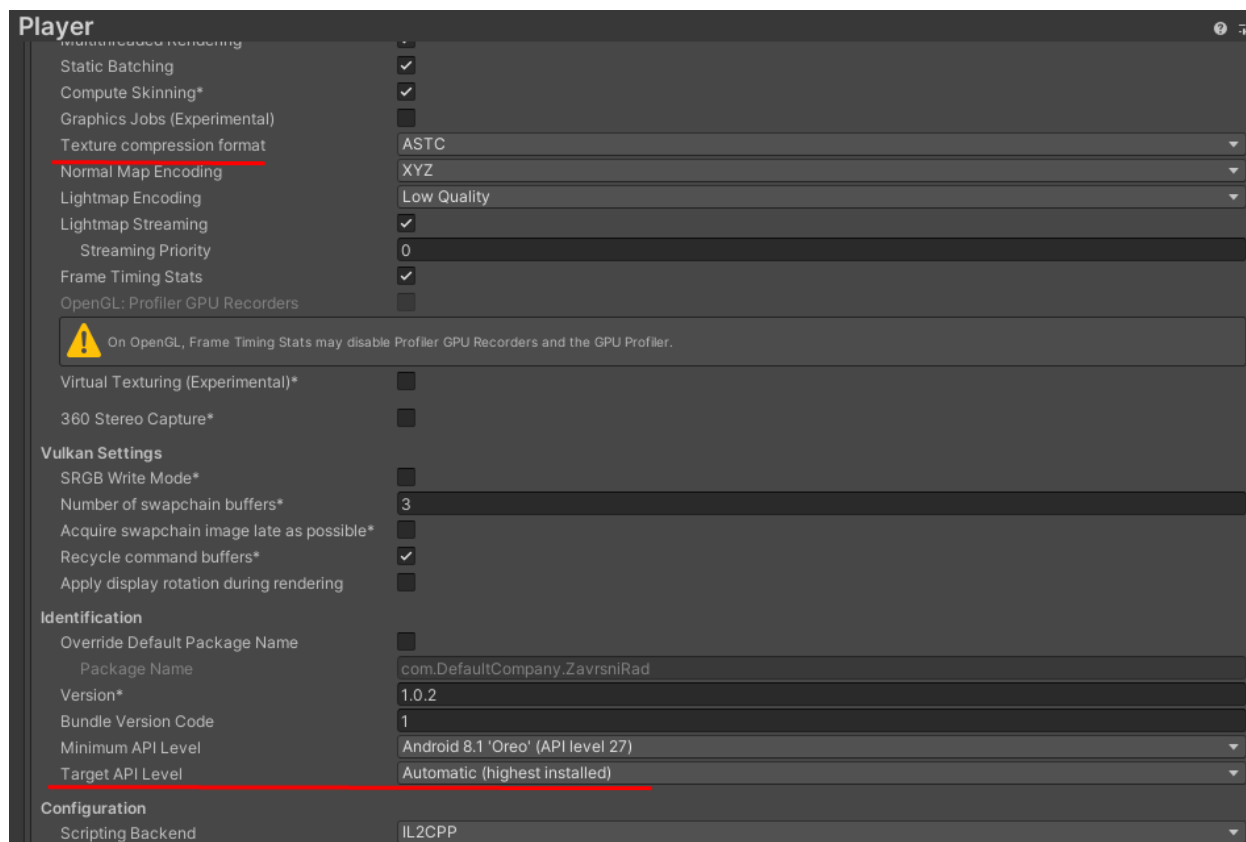 Player
Multithreaded Rendering
Static Batching
Compute Skinning*
Graphics Jobs (Experimental)
Texture compression format ASTC
Normal Map Encoding XYZ
Lightmap Encoding Low Quality
Lightmap Streaming
Streaming Priority 0
Frame Timing Stats
OpenGL: Profiler GPU Recorders
On OpenGL, Frame Timing Stats may disable Profiler GPU Recorders and the GPU Profiler.
Virtual Texturing (Experimental)*
360 Stereo Capture*
Vulkan Settings
SRGB Write Mode*
Number of swapchain buffers* 3
Acquire swapchain image late as possible*
Recycle command buffers*
Apply display rotation during rendering
Identification
Override Default Package Name
Package Name com.DefaultCompany.ZavrsniRad
Version* 1.0.2
Bundle Version Code 1
Minimum API Level Android 8.1 'Oreo' (API level 27)
Target API Level Automatic (highest installed)
Configuration
Scripting Backend IL2CPP